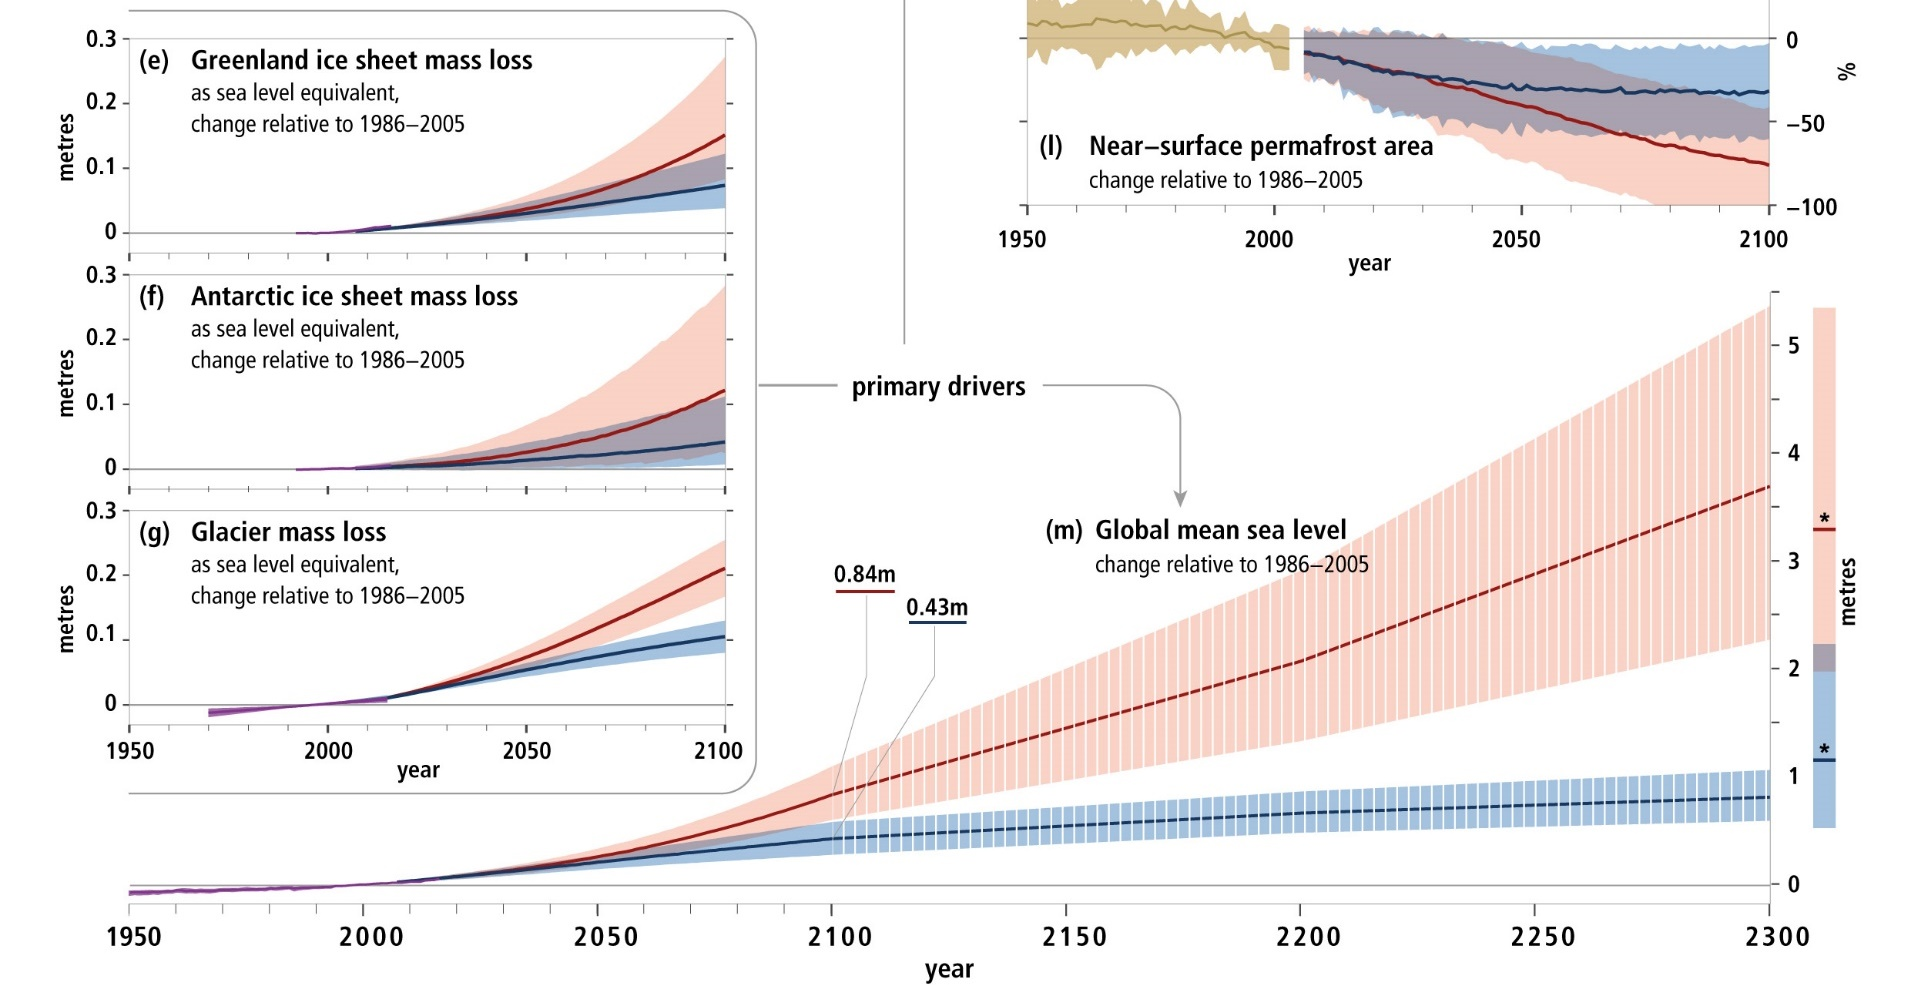 0.3
(e) Greenland ice sheet mass loss
as sea level equivalent,
change relative to 1986–2005
0.2
0.1
0
metres
0.3
(f) Antarctic ice sheet mass loss
as sea level equivalent,
change relative to 1986–2005
0.2
0.1
0
metres
0.3
(g) Glacier mass loss
as sea level equivalent,
change relative to 1986–2005
0.2
0.1
0
metres
1950 2000 2050 2100
year
0
−50
−100
%
(l) Near–surface permafrost area
change relative to 1986–2005
1950 2000 2050 2100
year
primary drivers
(m) Global mean sea level
change relative to 1986–2005
0.84m
0.43m
5
4
3
2
1
0
metres
*
*
1950 2000 2050 2100 2150 2200 2250 2300
year